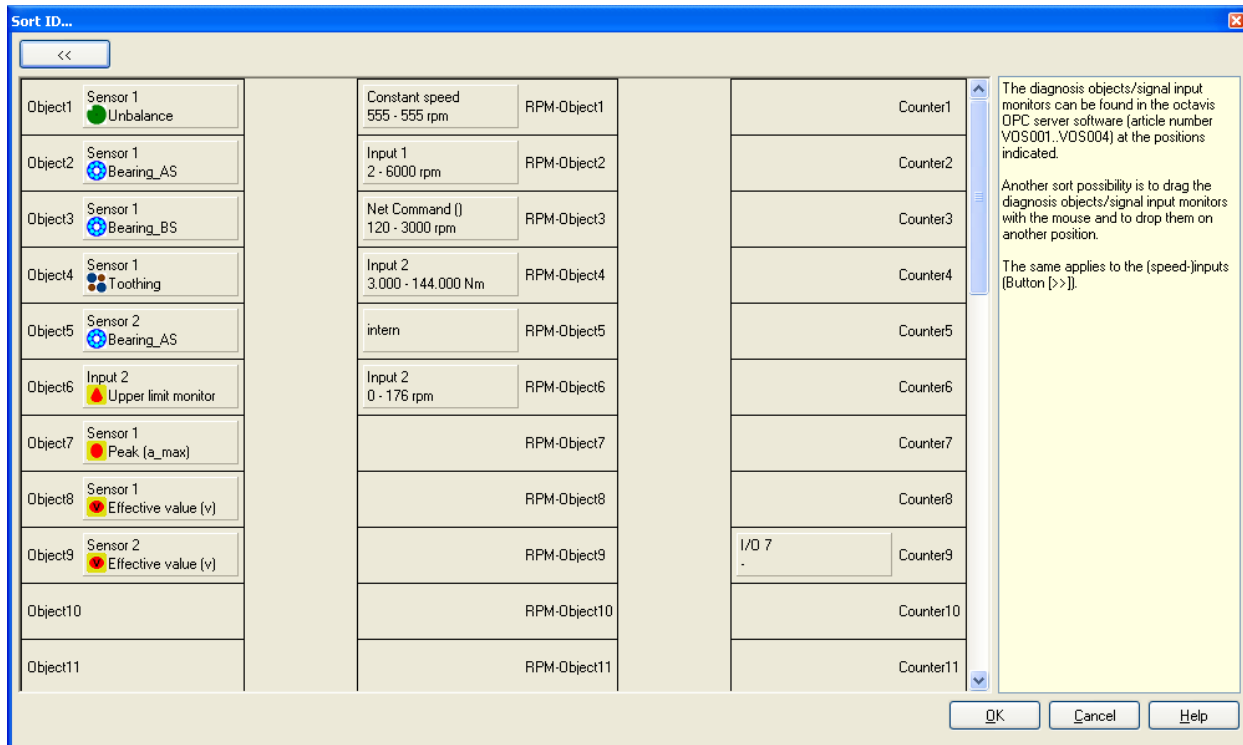 Sort ID...
<<
Object1
Sensor 1
Unbalance
Constant speed
555 - 555 rpm
RPM-Object1
Counter1
Object2
Sensor 1
Bearing_AS
Input 1
2 - 6000 rpm
RPM-Object2
Counter2
Object3
Sensor 1
Bearing_BS
Net Command ()
120 - 3000 rpm
RPM-Object3
Counter3
Object4
Sensor 1
Toothing
Input 2
3.000 - 144.000 Nm
RPM-Object4
Counter4
Object5
Sensor 2
Bearing_AS
intern
RPM-Object5
Counter5
Object6
Input 2
Upper limit monitor
Input 2
0 - 176 rpm
RPM-Object6
Counter6
Object7
Sensor 1
Peak (a_max)
RPM-Object7
Counter7
Object8
Sensor 1
V
Effective value (v)
RPM-Object8
Counter8
Object9
Sensor 2
V
Effective value (v)
RPM-Object9
I/O 7
-
Counter9
Object10
RPM-Object10
Counter10
Object11
RPM-Object11
Counter11
The diagnosis objects/signal input
monitors can be found in the octavis
OPC server software (article number
VOS001..VOS004) at the positions
indicated.
Another sort possibility is to drag the
diagnosis objects/signal input monitors
with the mouse and to drop them on
another position.
The same applies to the (speed-)inputs
(Button [>>]).
OK
Cancel
Help